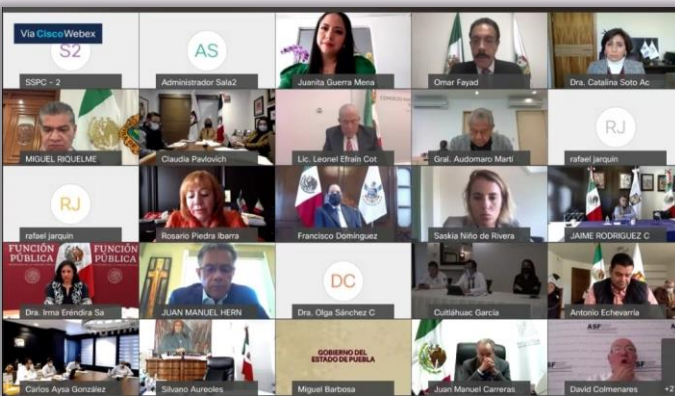 Via Cisco Webex
S2
SSPC - 2
AS
Administrador Sala2
Juanita Guerra Mena
Omar Fayad
Dra. Catalina Soto Ac
MIGUEL RIQUELME
Claudia Pavlovich
Lic. Leonel Efraín Cot
Gral. Audomaro Martí
RJ
rafael jarquin
RJ
rafael jarquin
Rosario Piedra Ibarra
Francisco Domínguez
Saskia Niño de Rivera
JAIME RODRIGUEZ C
FUNCIÓN PÚBLICA
FUNCIÓN PÚBLICA
Dra. Irma Eréndira Sa
JUAN MANUEL HERN
DC
Dra. Olga Sánchez C
Cuitláhuac García
Antonio Echevarría
Carlos Aysa González
Silvano Aureoles
GOBIERNO DEL
ESTADO DE PUEBLA
Miguel Barbosa
Juan Manuel Carreras
ASF
ASF
David Colmenares
+2